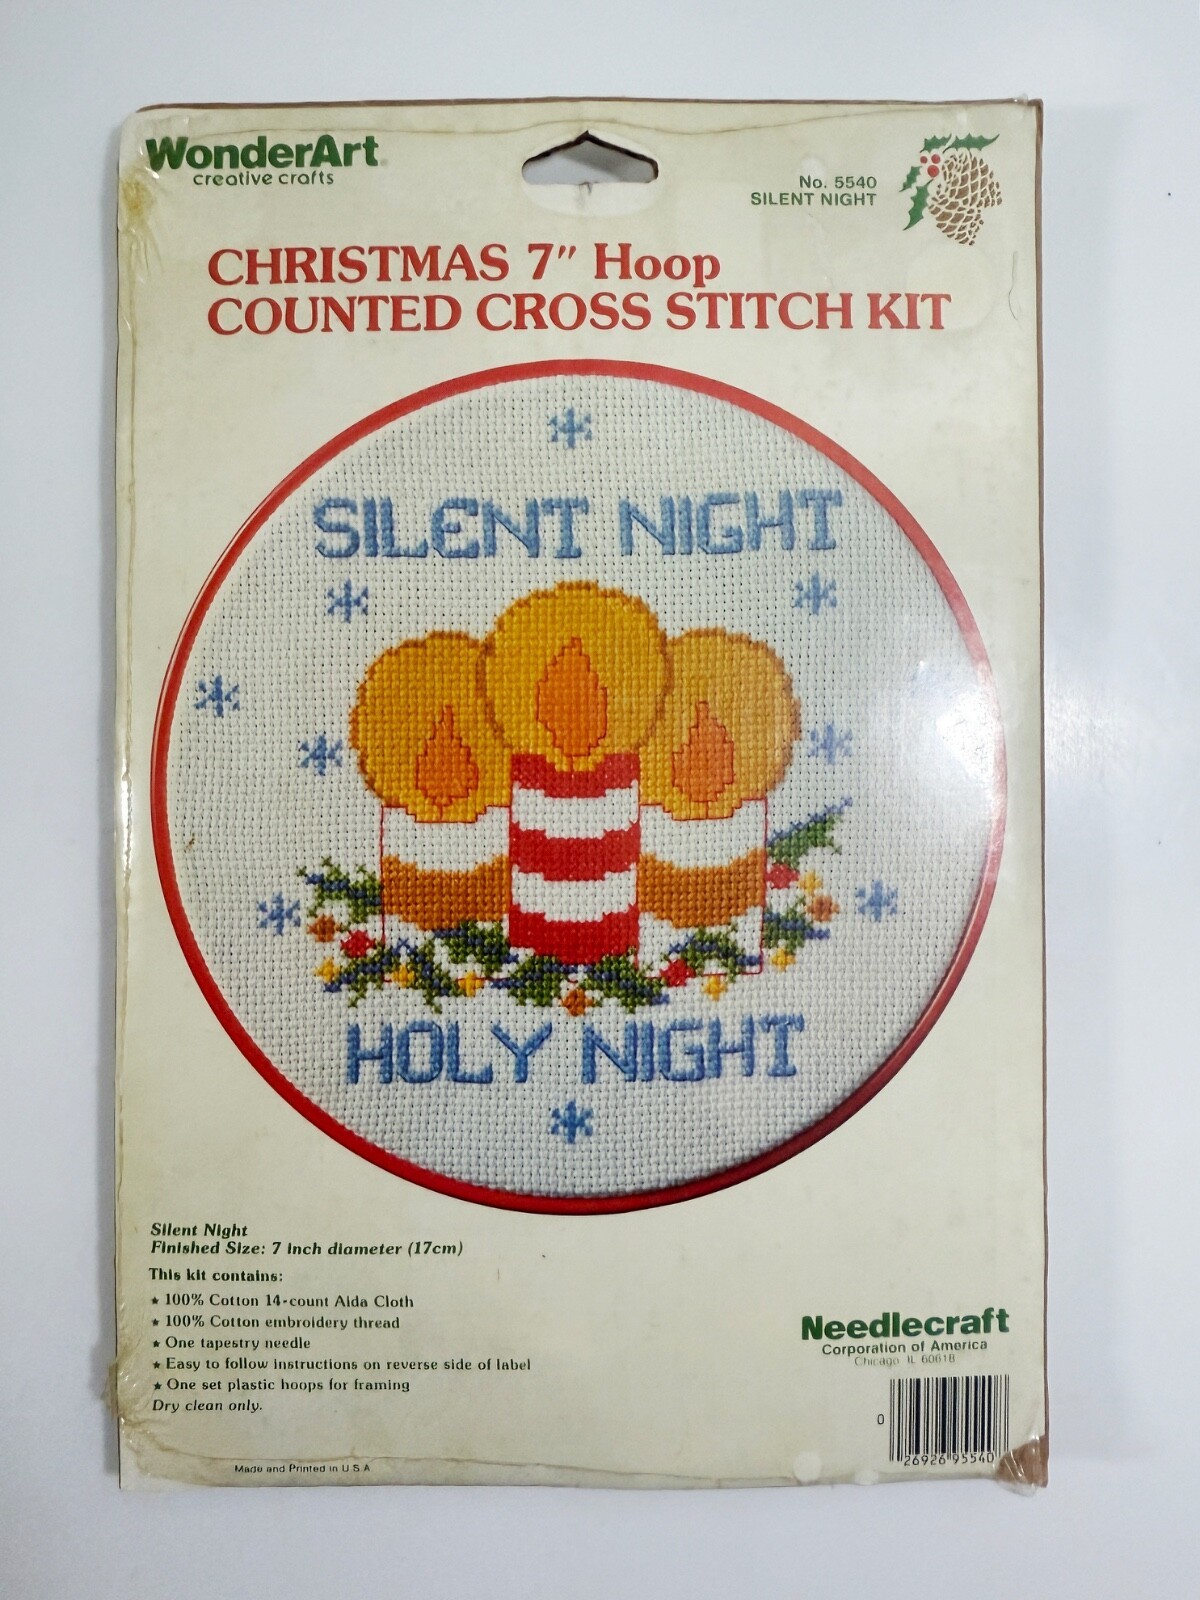 WonderArt
creative crafts
No. 5540
SILENT NIGHT
CHRISTMAS 7" Hoop
COUNTED CROSS STITCH KIT
SILENT NIGHT
HOLY NIGHT
Silent Night
Finished Size: 7 inch diameter (17cm)
This kit contains:
★ 100% Cotton 14-count Aida Cloth
★ 100% Cotton embroidery thread
★ One tapestry needle
★ Easy to follow instructions on reverse side of label
★ One set plastic hoops for framing
Dry clean only.
Made and Printed in U.S.A
Needlecraft
Corporation of America
Chicago IL 60618
0 26926 95540